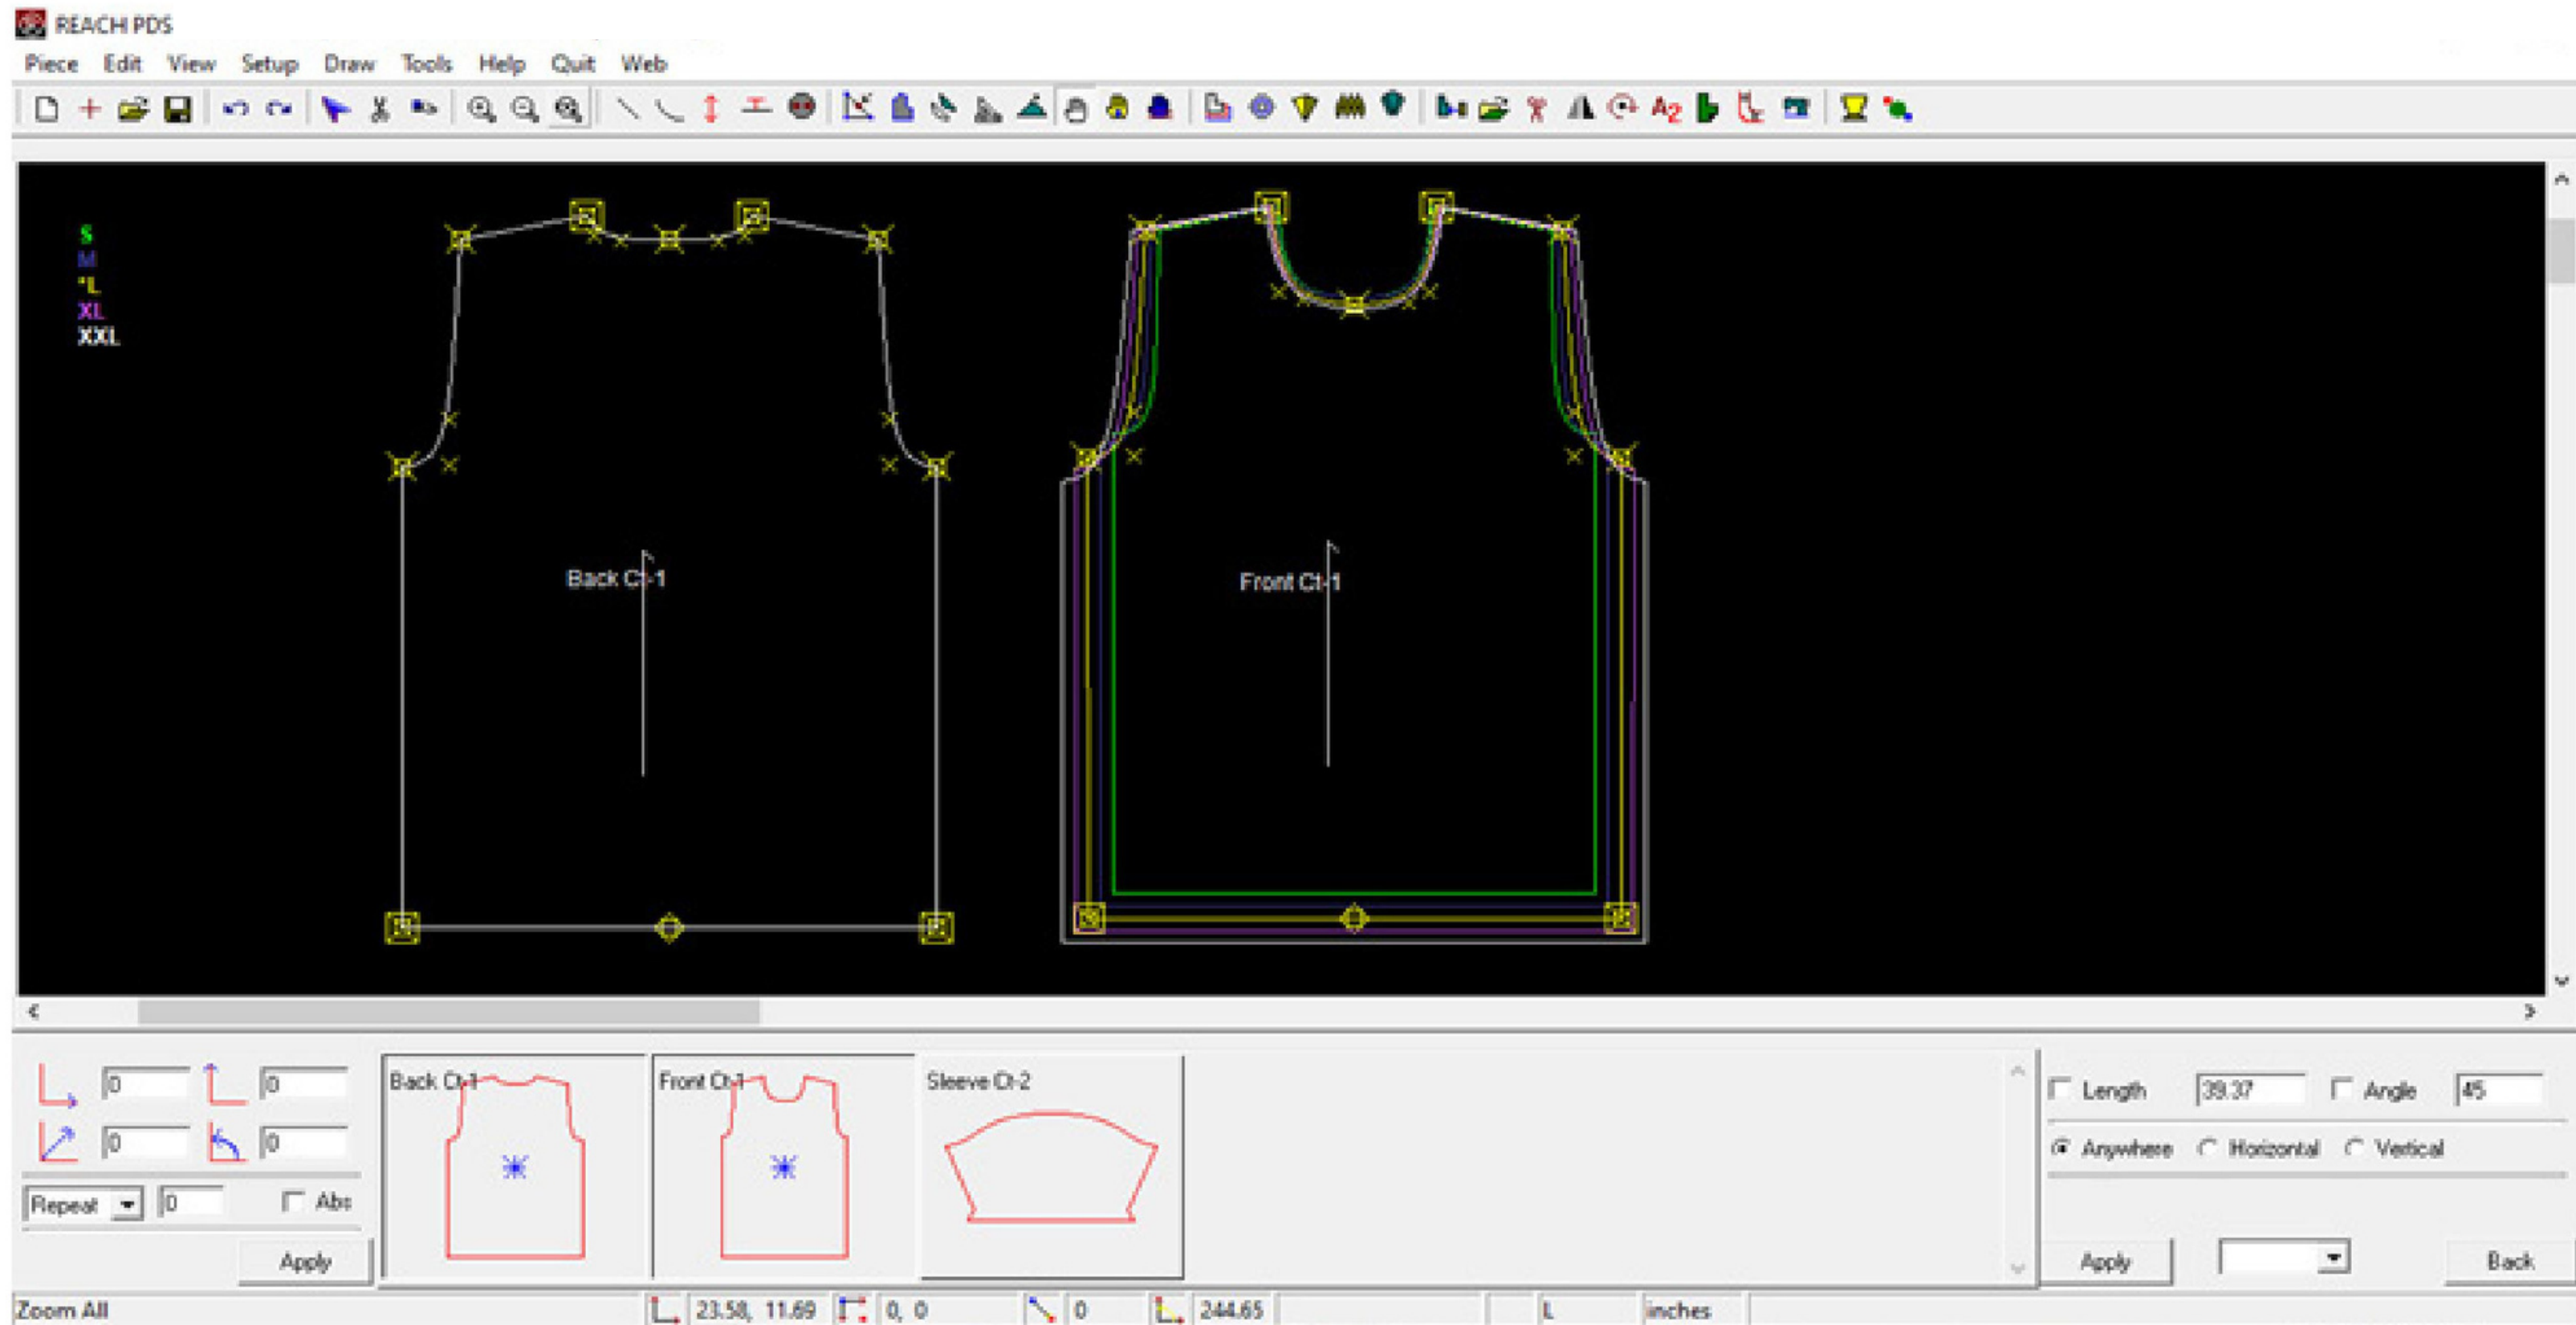 REACH PDS
Piece Edit View Setup Draw Tools Help Quit Web
A2
S
M
*L
XL
XXL
Back Ct-1
Front Ct-1
0 0
Back Ct-1
Front Ct-1
Sleeve Ct-2
Length 39.37 Angle 45
0 0
Anywhere Horizontal Vertical
Repeat 0 Abs
Apply
Apply
Back
Zoom All 23.58, 11.69 0, 0 0 244.65 L inches